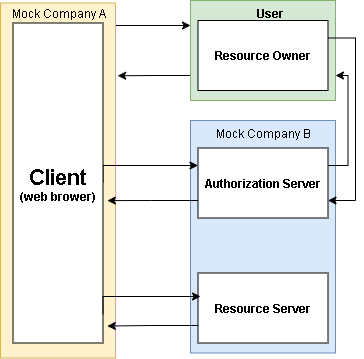 Mock Company A
User
Resource Owner
Mock Company B
Client
(web brower)
Authorization Server
Resource Server